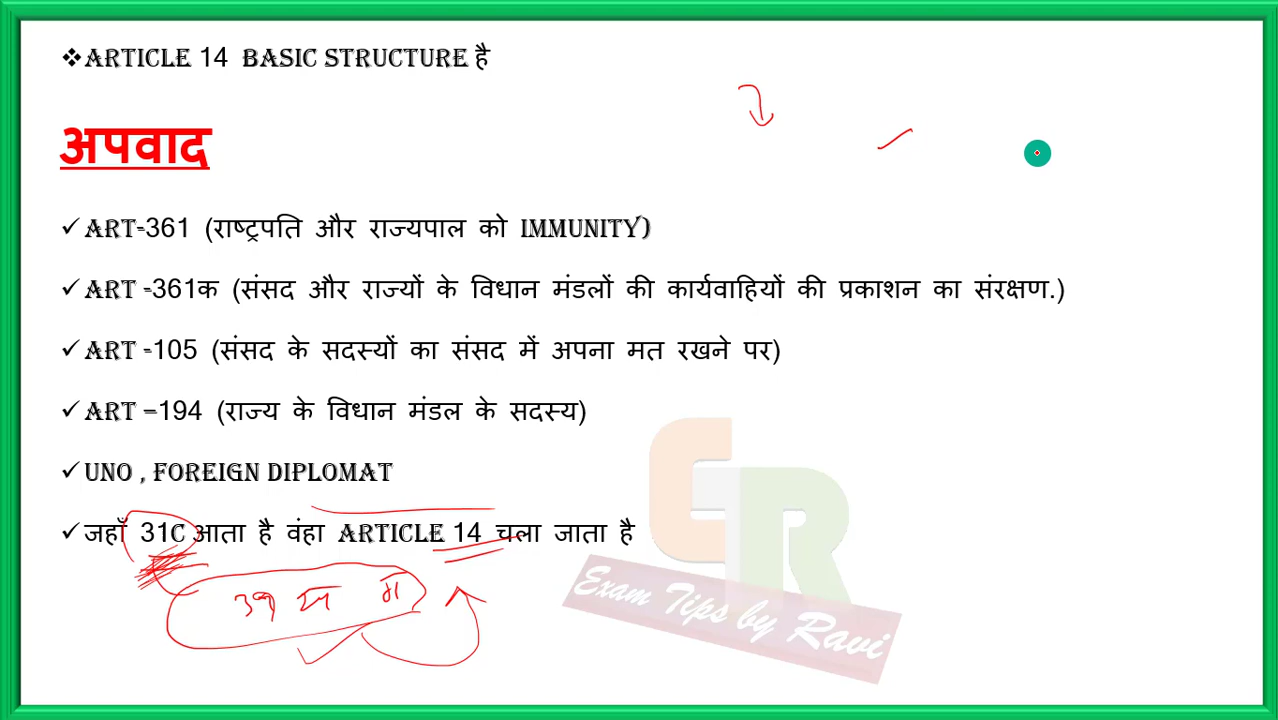 ❖ARTICLE 14 BASIC STRUCTURE है
अपवाद
✓ART-361 (राष्ट्रपति और राज्यपाल को IMMUNITY)
✓ART -361क (संसद और राज्यों के विधान मंडलों की कार्यवाहियों की प्रकाशन का संरक्षण.)
✓ART -105 (संसद के सदस्यों का संसद में अपना मत रखने पर)
✓ART –194 (राज्य के विधान मंडल के सदस्य)
✓UNO , FOREIGN DIPLOMAT
✓जहाँ 31C आता है वंहा ARTICLE 14 चला जाता है
Exam Tips by Ravi